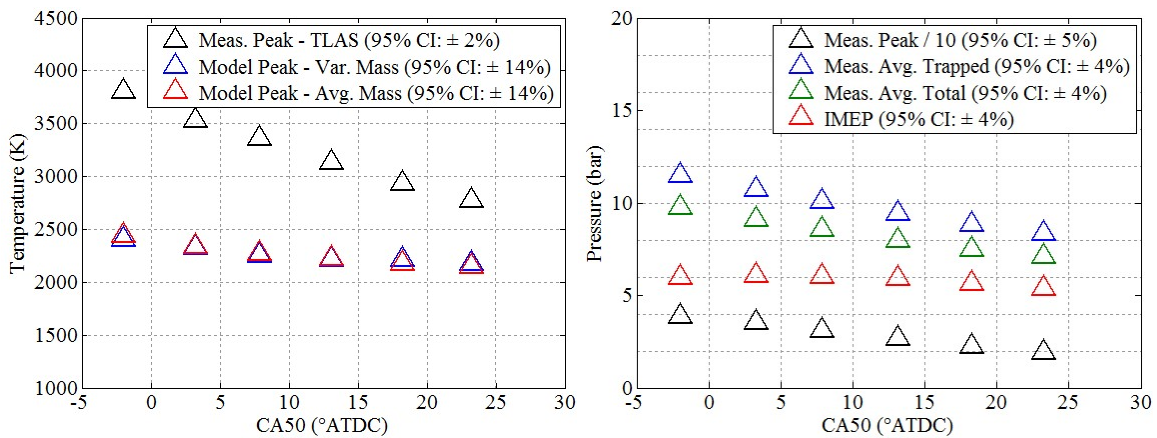 4500
4000
3500
3000
2500
2000
1500
1000
Temperature (K)
Meas. Peak - TLAS (95% CI: ± 2%)
Model Peak - Var. Mass (95% CI: ± 14%)
Model Peak - Avg. Mass (95% CI: ± 14%)
-5 0 5 10 15 20 25 30
CA50 (°ATDC)
20
15
10
5
0
Pressure (bar)
Meas. Peak / 10 (95% CI: ± 5%)
Meas. Avg. Trapped (95% CI: ± 4%)
Meas. Avg. Total (95% CI: ± 4%)
IMEP (95% CI: ± 4%)
-5 0 5 10 15 20 25 30
CA50 (°ATDC)